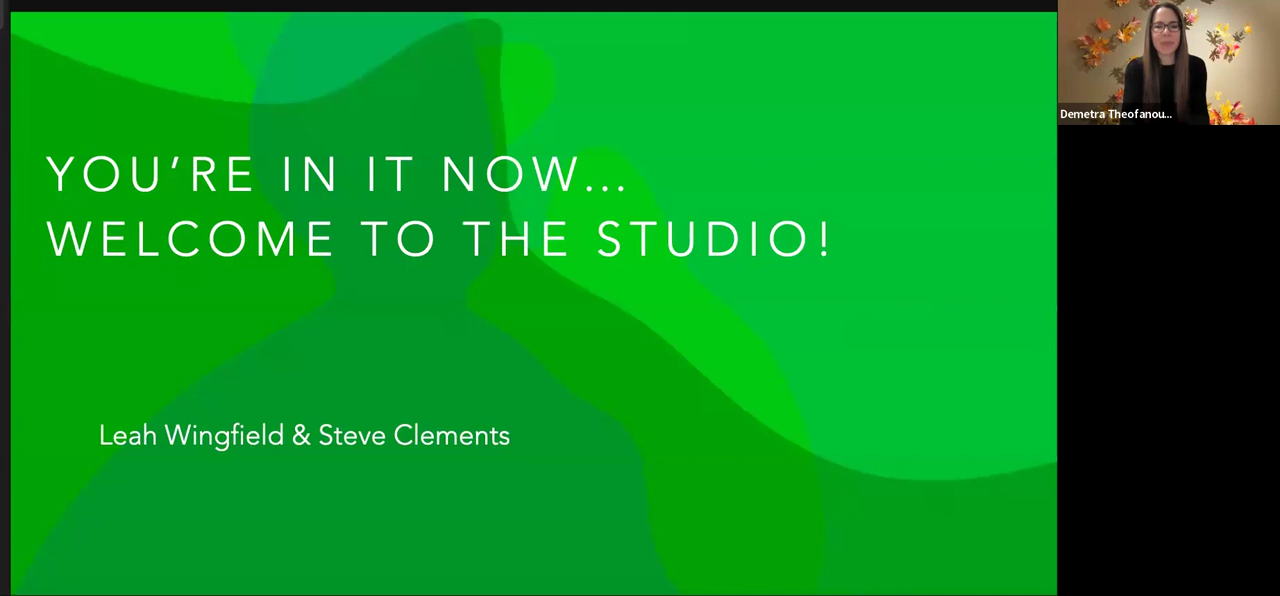 YOU'RE IN IT NOW...
WELCOME TO THE STUDIO!
Leah Wingfield & Steve Clements
Demetra Theofanou...